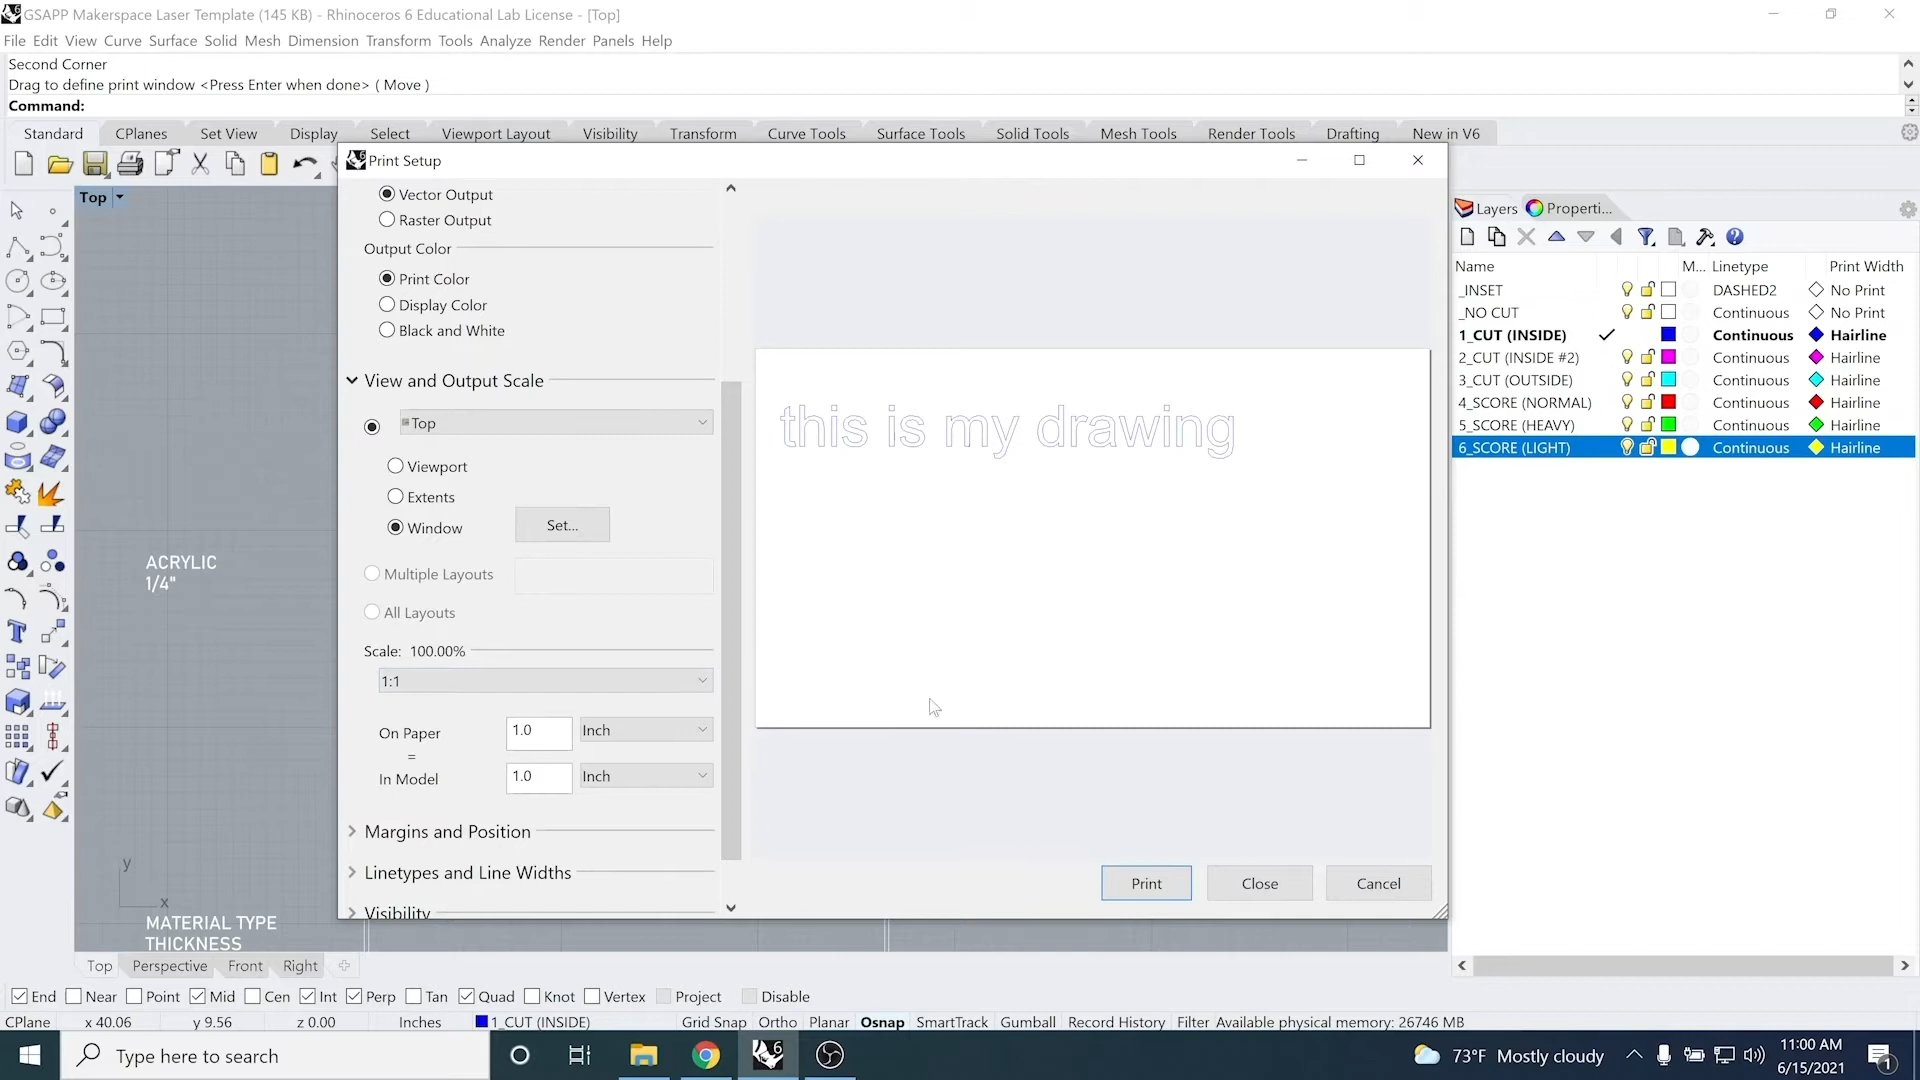 GSAPP Makerspace Laser Template (145 KB) - Rhinoceros 6 Educational Lab License - [Top]
File Edit View Curve Surface Solid Mesh Dimension Transform Tools Analyze Render Panels Help
Second Corner
Drag to define print window <Press Enter when done> ( Move )
Command:
Standard CPlanes Set View Display Select Viewport Layout Visibility Transform Curve Tools Surface Tools Solid Tools Mesh Tools Render Tools Drafting New in V6
Print Setup
Top
Vector Output
Raster Output
Output Color
Print Color
Display Color
Black and White
View and Output Scale
Top
Viewport
Extents
Window Set...
Multiple Layouts
All Layouts
Scale: 100.00%
1:1
On Paper 1.0 Inch
=
In Model 1.0 Inch
Margins and Position
Linetypes and Line Widths
Visibility
this is my drawing
Print Close Cancel
ACRYLIC
1/4"
y
x
MATERIAL TYPE
THICKNESS
Layers Properti...
Name M... Linetype Print Width
_INSET DASHED2 No Print
_NO CUT Continuous No Print
1_CUT (INSIDE) Continuous Hairline
2_CUT (INSIDE #2) Continuous Hairline
3_CUT (OUTSIDE) Continuous Hairline
4_SCORE (NORMAL) Continuous Hairline
5_SCORE (HEAVY) Continuous Hairline
6_SCORE (LIGHT) Continuous Hairline
Top Perspective Front Right
End Near Point Mid Cen Int Perp Tan Quad Knot Vertex Project Disable
CPlane x 40.06 y 9.56 z 0.00 Inches 1_CUT (INSIDE) Grid Snap Ortho Planar Osnap SmartTrack Gumball Record History Filter Available physical memory: 26746 MB
Type here to search
73°F Mostly cloudy
11:00 AM
6/15/2021
1